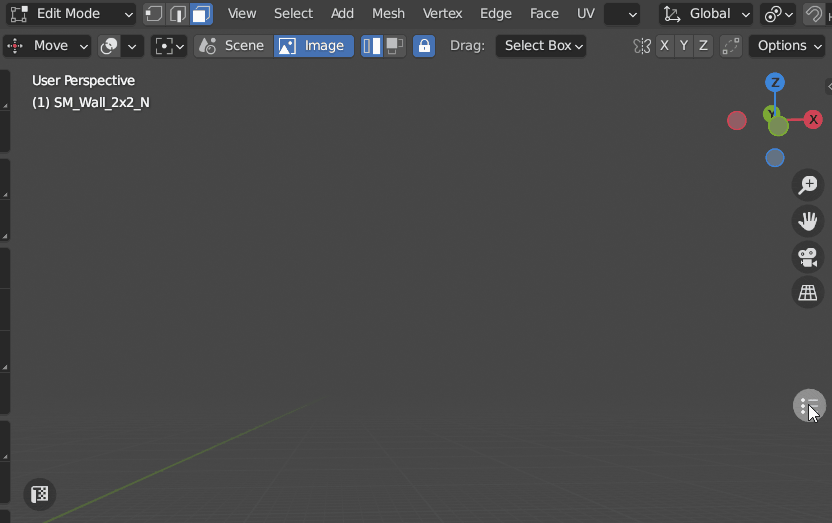 Edit Mode View Select Add Mesh Vertex Edge Face UV Global
Move Scene Image Drag: Select Box X Y Z Options
User Perspective
(1) SM_Wall_2x2_N
Z
Y X